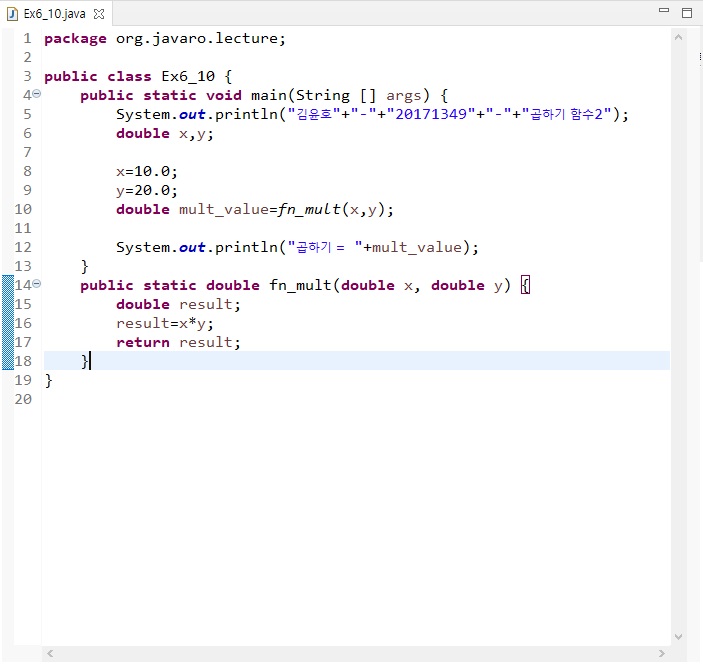 Ex6_10.java
1 package org.javaro.lecture;
2
3 public class Ex6_10 {
4 public static void main(String [] args) {
5 System.out.println("김윤호"+"-"+"20171349"+"-"+"곱하기 함수2");
6 double x,y;
7
8 x=10.0;
9 y=20.0;
10 double mult_value=fn_mult(x,y);
11
12 System.out.println("곱하기 = "+mult_value);
13 }
14 public static double fn_mult(double x, double y) {
15 double result;
16 result=x*y;
17 return result;
18 }
19 }
20